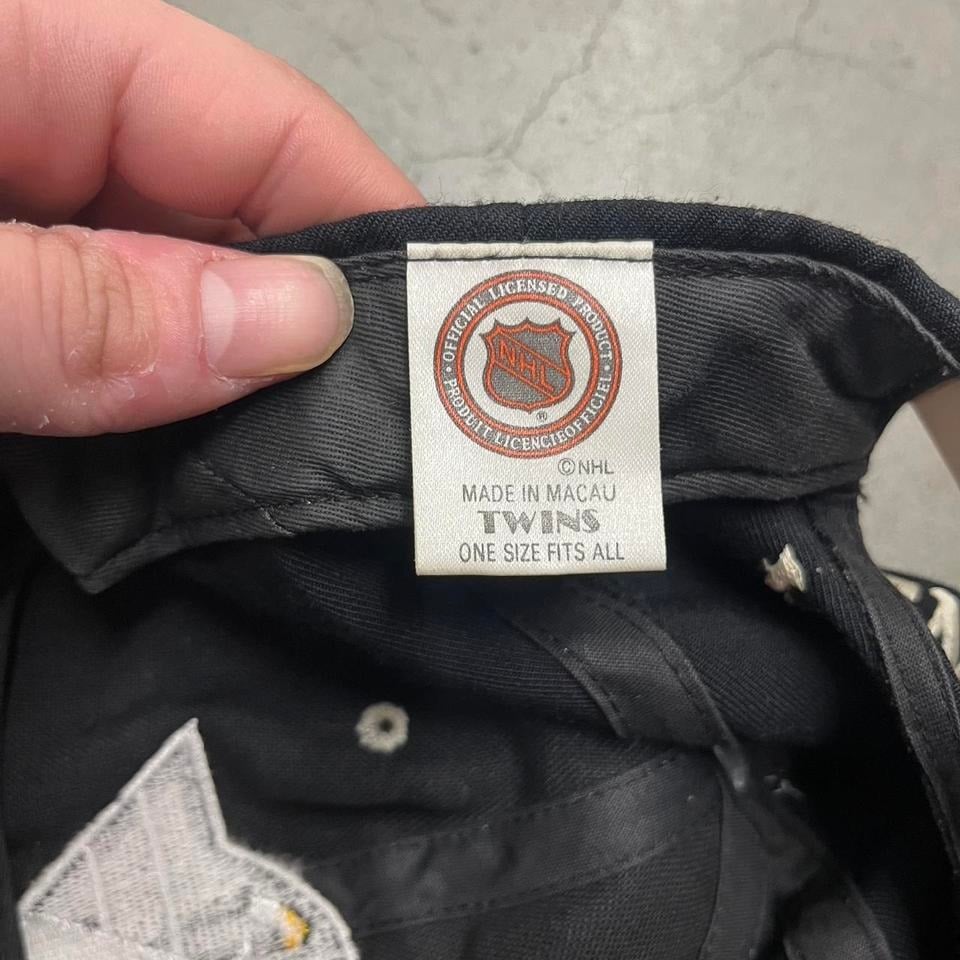 · OFFICIAL LICENSED PRODUCT ·
PRODUIT LICENCIE OFFICIEL
NHL
®
©NHL
MADE IN MACAU
TWINS
ONE SIZE FITS ALL